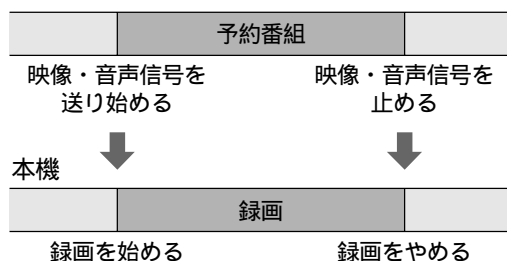 予約番組
映像・音声信号を
送り始める
映像・音声信号を
止める
本機
録画
録画を始める
録画をやめる